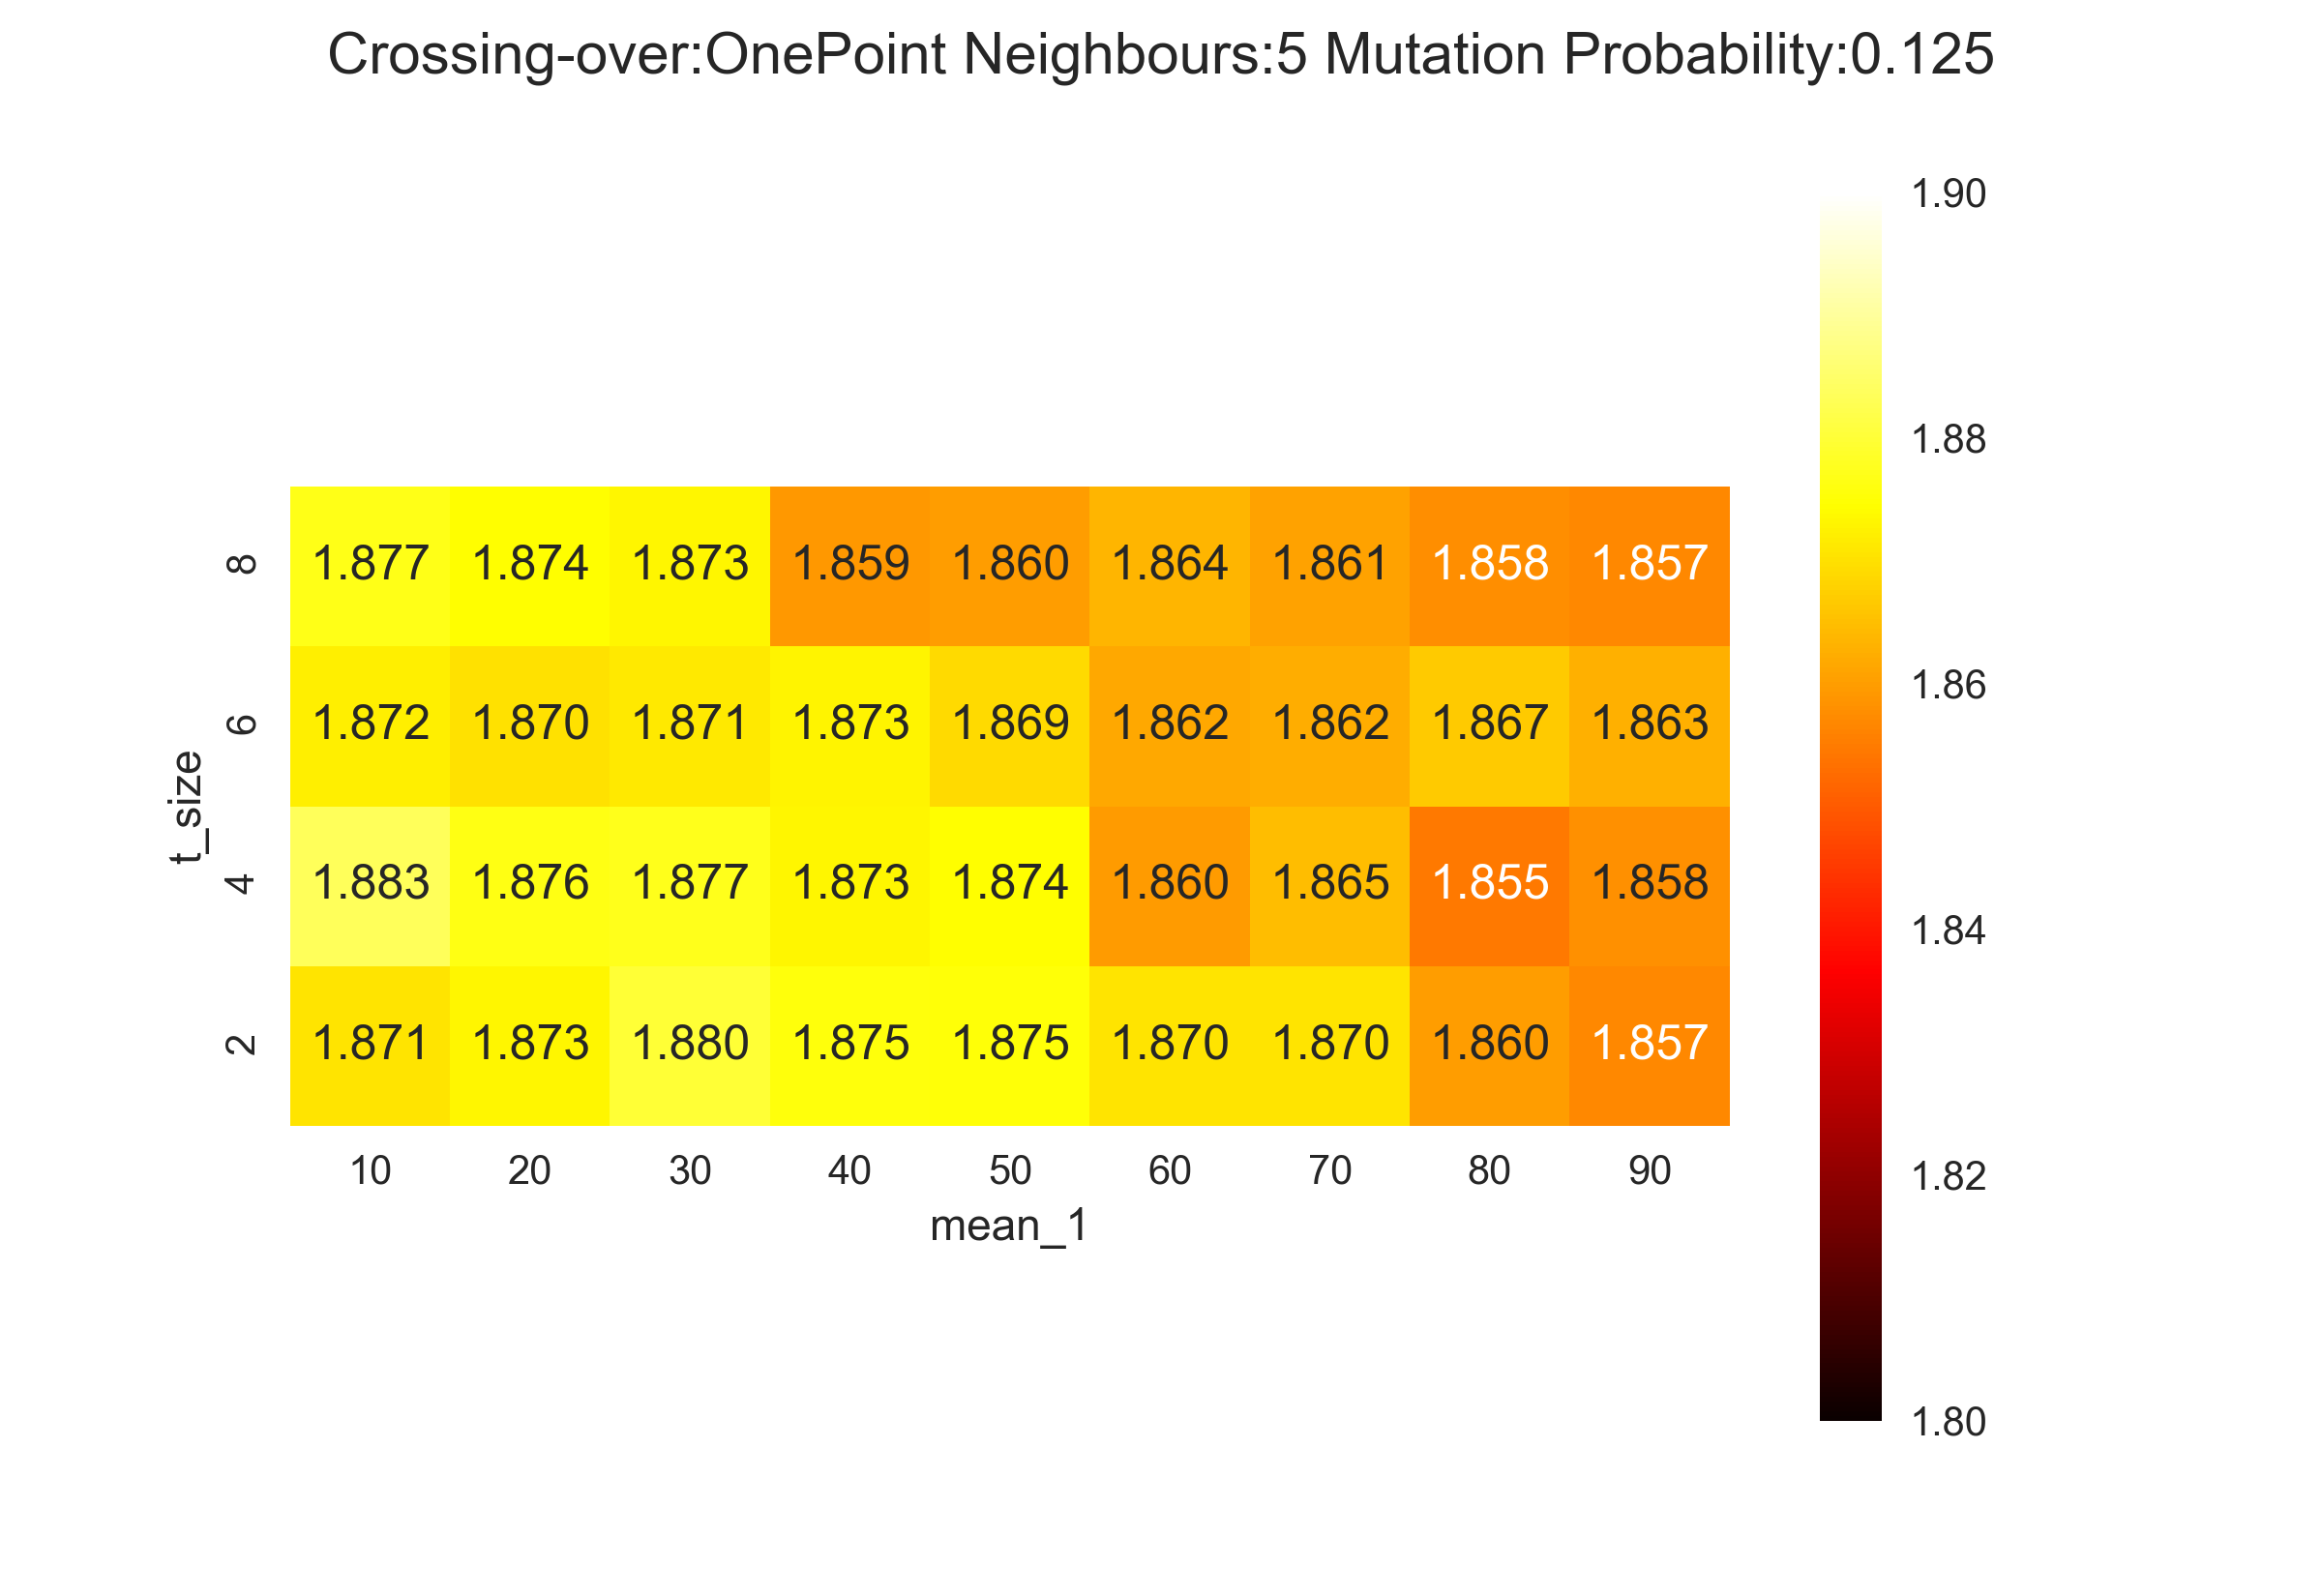 Crossing-over:OnePoint Neighbours:5 Mutation Probability:0.125
1.90
1.88
1.86
1.84
1.82
1.80
t_size
8 1.877 1.874 1.873 1.859 1.860 1.864 1.861 1.858 1.857
6 1.872 1.870 1.871 1.873 1.869 1.862 1.862 1.867 1.863
4 1.883 1.876 1.877 1.873 1.874 1.860 1.865 1.855 1.858
2 1.871 1.873 1.880 1.875 1.875 1.870 1.870 1.860 1.857
10 20 30 40 50 60 70 80 90
mean_1